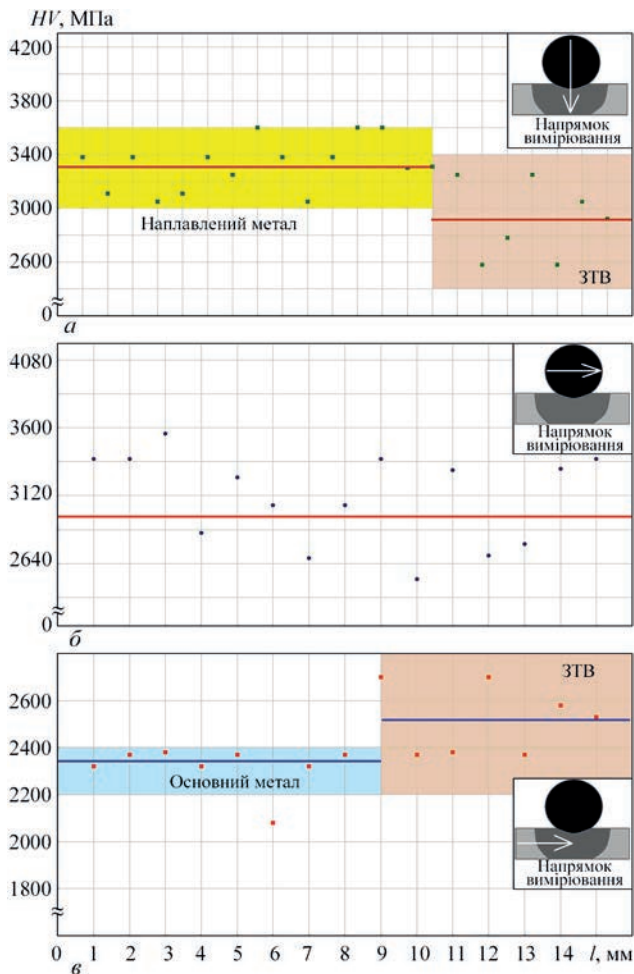 HV, МПа
4200
3800
3400
3000
2600
0
Напрямок
вимірювання
Наплавлений метал
ЗТВ
а
4080
3600
3120
2640
0
Напрямок
вимірювання
б
2600
2400
2200
2000
1800
ЗТВ
Основний метал
Напрямок
вимірювання
0 1 2 3 4 5 6 7 8 9 10 11 12 13 14 l, мм
в